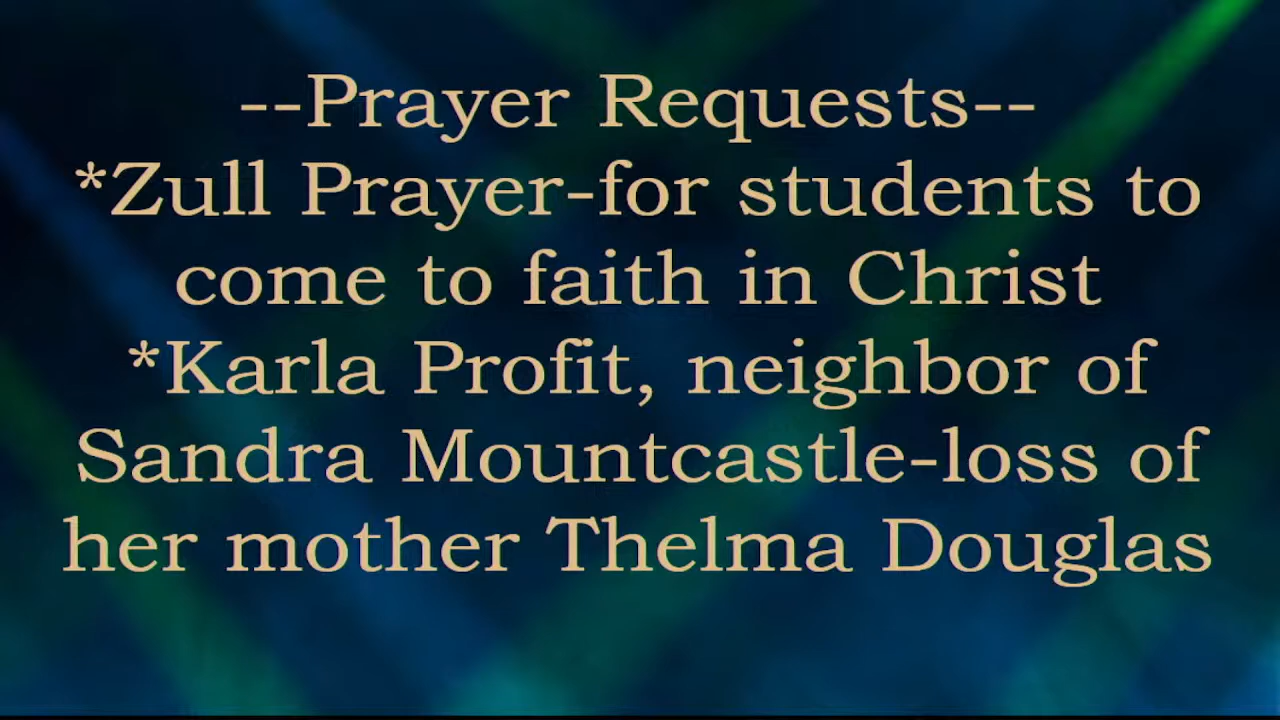 --Prayer Requests--
*Zull Prayer-for students to
come to faith in Christ
*Karla Profit, neighbor of
Sandra Mountcastle-loss of
her mother Thelma Douglas